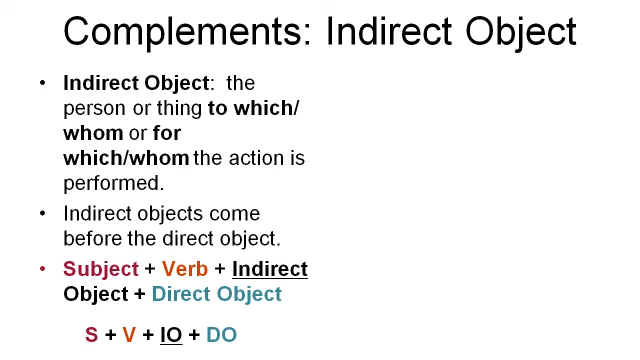 Complements: Indirect Object
• Indirect Object: the
person or thing to which/
whom or for
which/whom the action is
performed.
• Indirect objects come
before the direct object.
• Subject + Verb + Indirect
Object + Direct Object
S + V + IO + DO